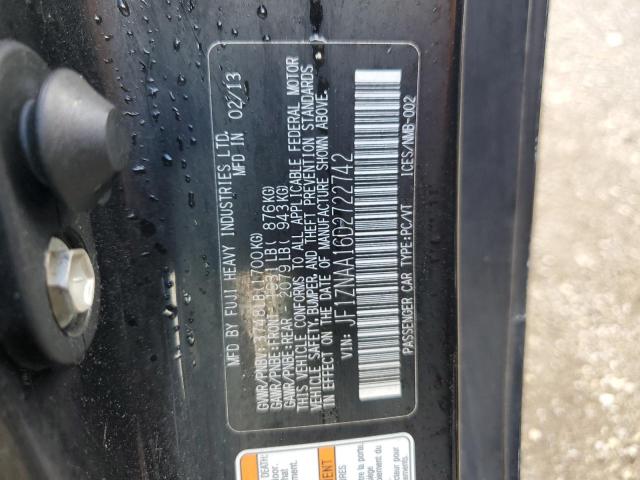 MFD BY FUJI HEAVY INDUSTRIES LTD.
MFD IN 02/13
GVWR/PNBV: 3748LB(1700KG)
GAWR/PNBE:FRONT- 1931LB( 876KG)
GAWR/PNBE:REAR - 2079LB( 943KG)
THIS VEHICLE CONFORMS TO ALL APPLICABLE FEDERAL MOTOR
VEHICLE SAFETY, BUMPER, AND THEFT PREVENTION STANDARDS
IN EFFECT ON THE DATE OF MANUFACTURE SHOWN ABOVE.
VIN: JF1ZNAA16D2722742
PASSENGER CAR TYPE-PC/VT ICES/NMB-002
DEATH: